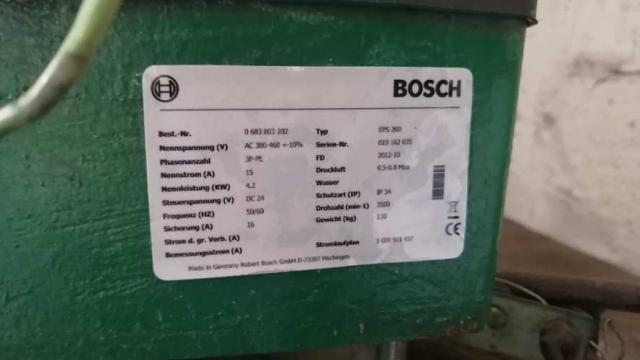 BOSCH
Best.-Nr. 0 683 803 202
Nennspannung (V) AC 380-460 +-10%
Phasenanzahl 3P-PE
Nennstrom (A) 15
Nennleistung (KW) 4.2
Steuerspannung (V) DC 24
Frequenz (HZ) 50/60
Sicherung (A) 16
Strom d. gr. Verb. (A)
Bemessungsstrom (A)
Typ EPS 200
Serien-Nr. 619 162 035
FD 2012-10
Druckluft 0,5-0,8 Mpa
Wasser
Schutzart (IP) IP 34
Drehzahl (min-1) 3500
Gewicht (kg) 130
Stromlaufplan
Made in Germany Robert Bosch GmbH D-73207 Plochingen
CE